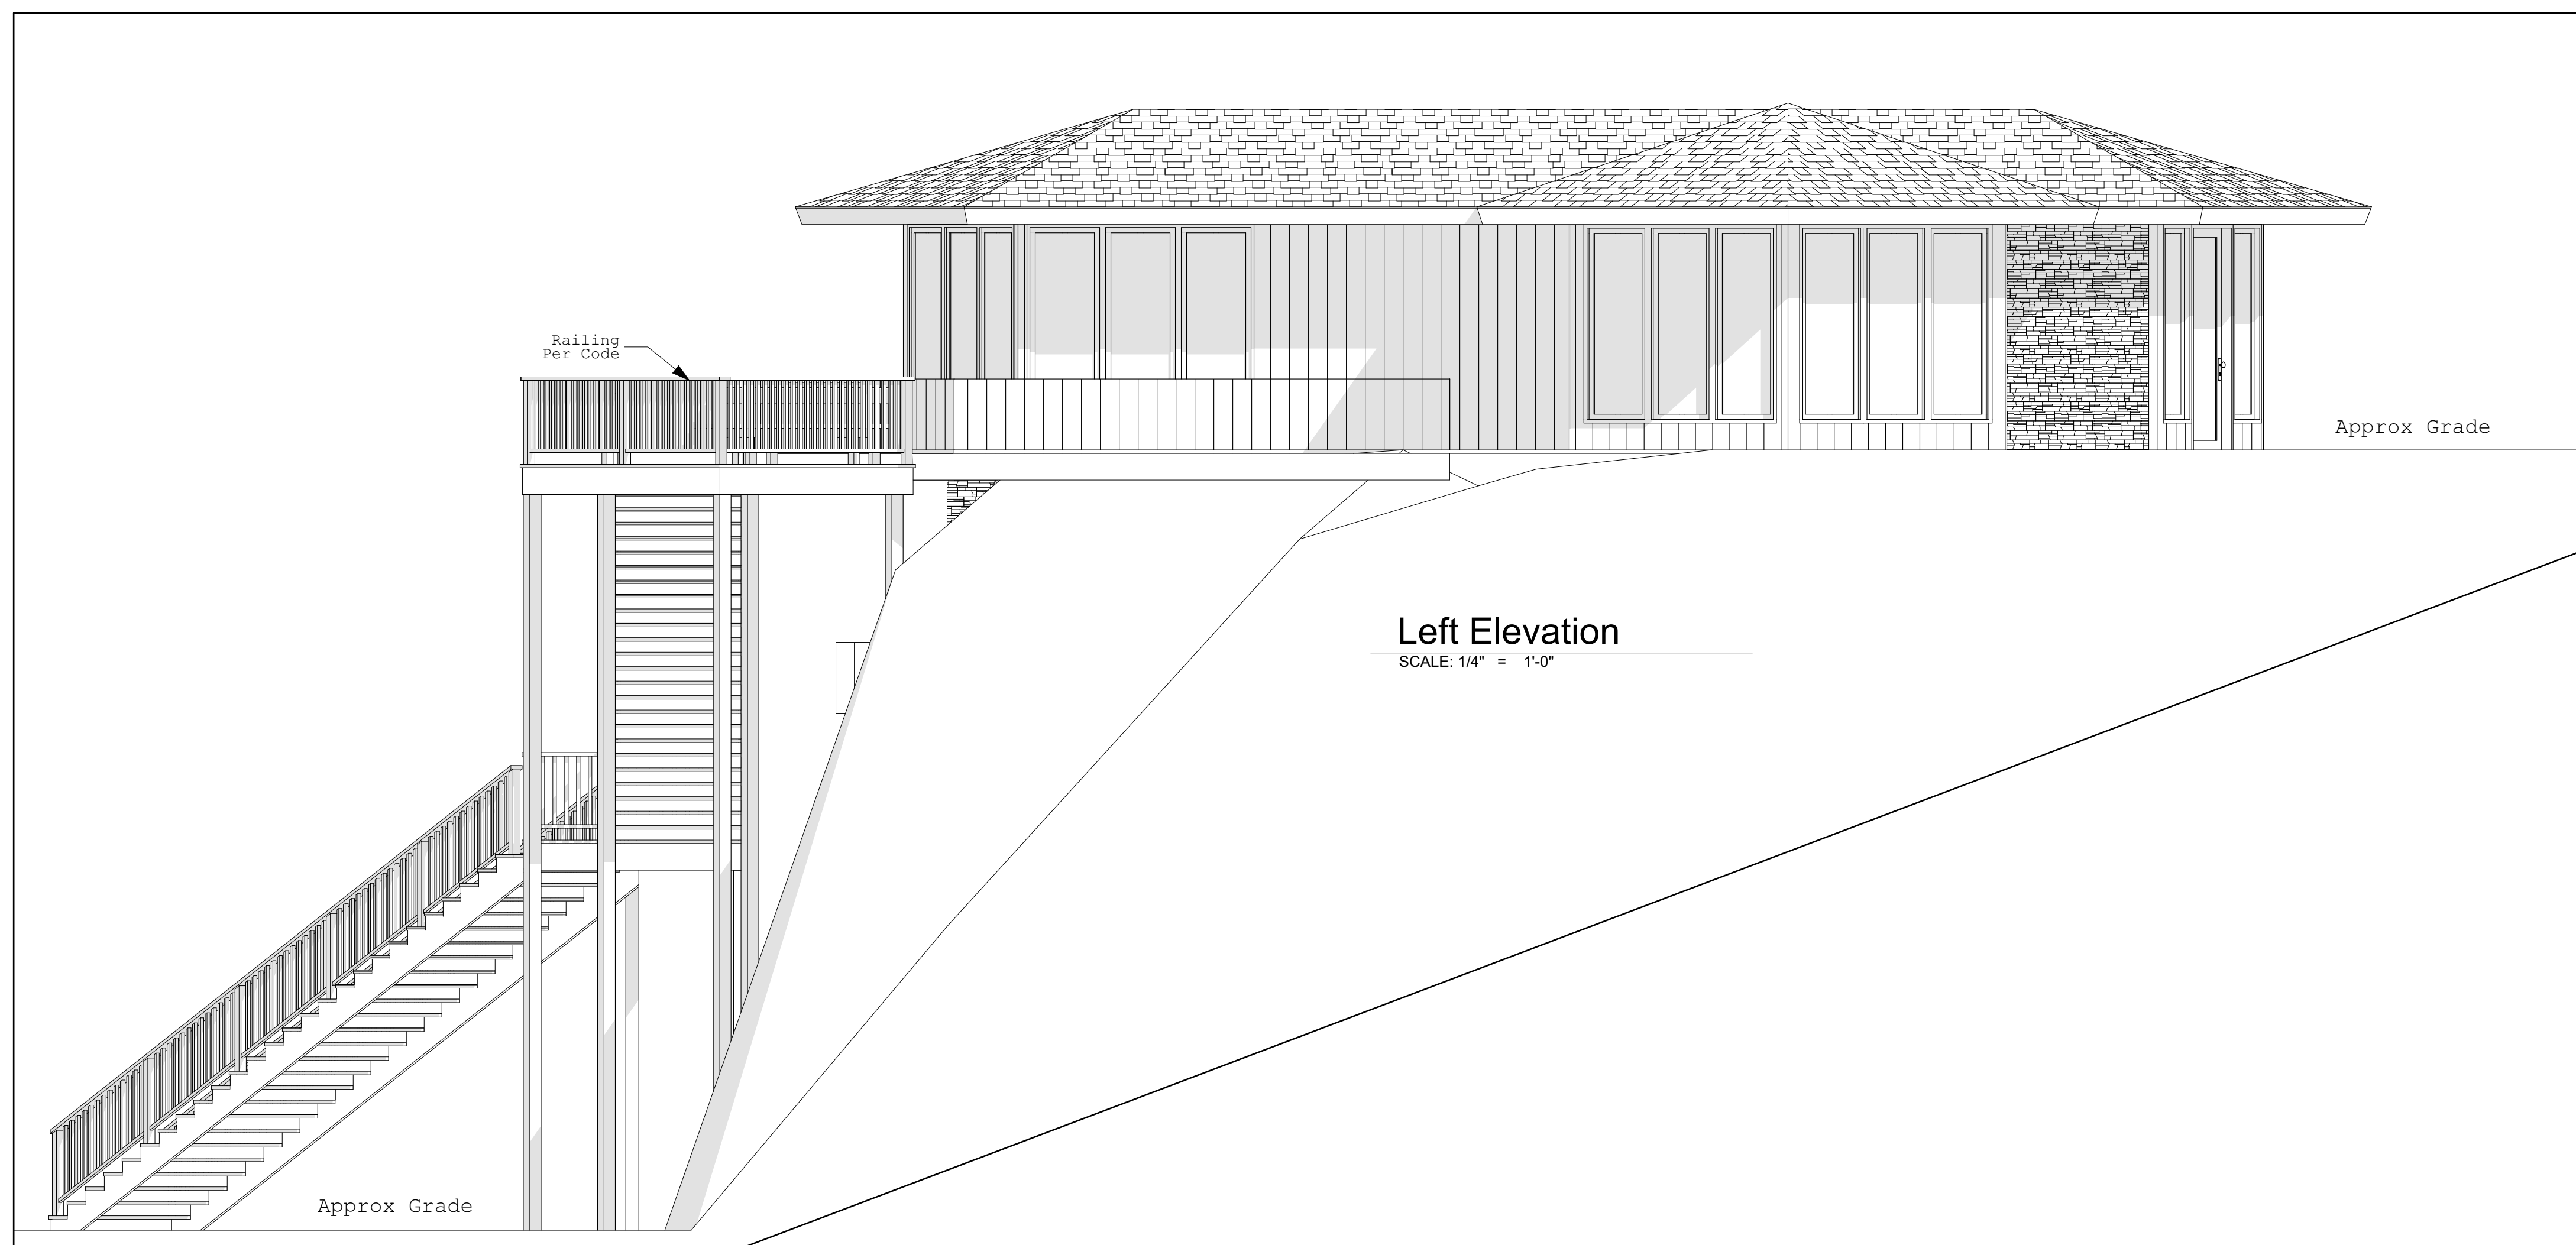 Railing
Per Code
Approx Grade
Left Elevation
SCALE: 1/4" = 1'-0"
Approx Grade